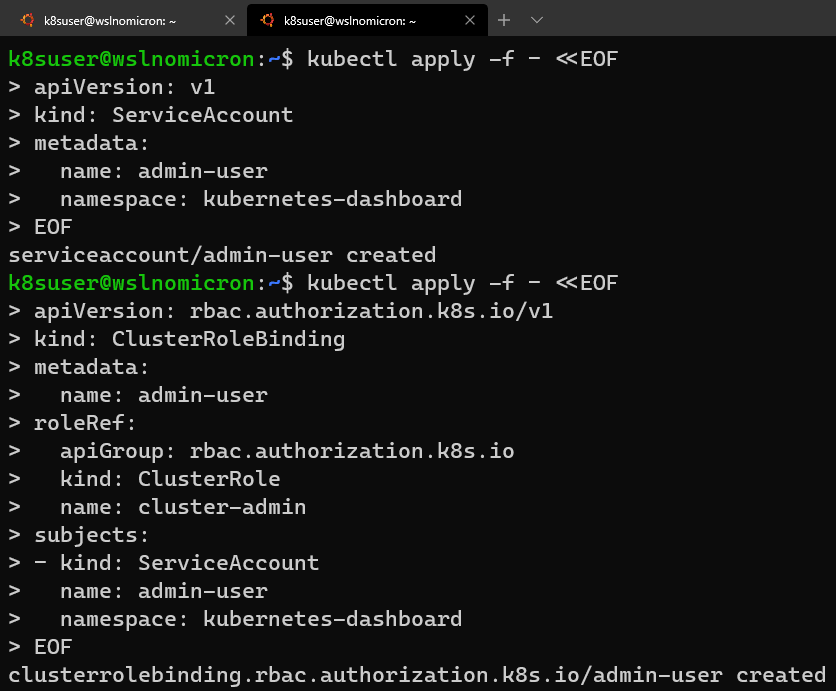 k8suser@wslnomicron: ~
k8suser@wslnomicron: ~
k8suser@wslnomicron:~$ kubectl apply -f - <<EOF
> apiVersion: v1
> kind: ServiceAccount
> metadata:
>   name: admin-user
>   namespace: kubernetes-dashboard
> EOF
serviceaccount/admin-user created
k8suser@wslnomicron:~$ kubectl apply -f - <<EOF
> apiVersion: rbac.authorization.k8s.io/v1
> kind: ClusterRoleBinding
> metadata:
>   name: admin-user
> roleRef:
>   apiGroup: rbac.authorization.k8s.io
>   kind: ClusterRole
>   name: cluster-admin
> subjects:
> - kind: ServiceAccount
>   name: admin-user
>   namespace: kubernetes-dashboard
> EOF
clusterrolebinding.rbac.authorization.k8s.io/admin-user created